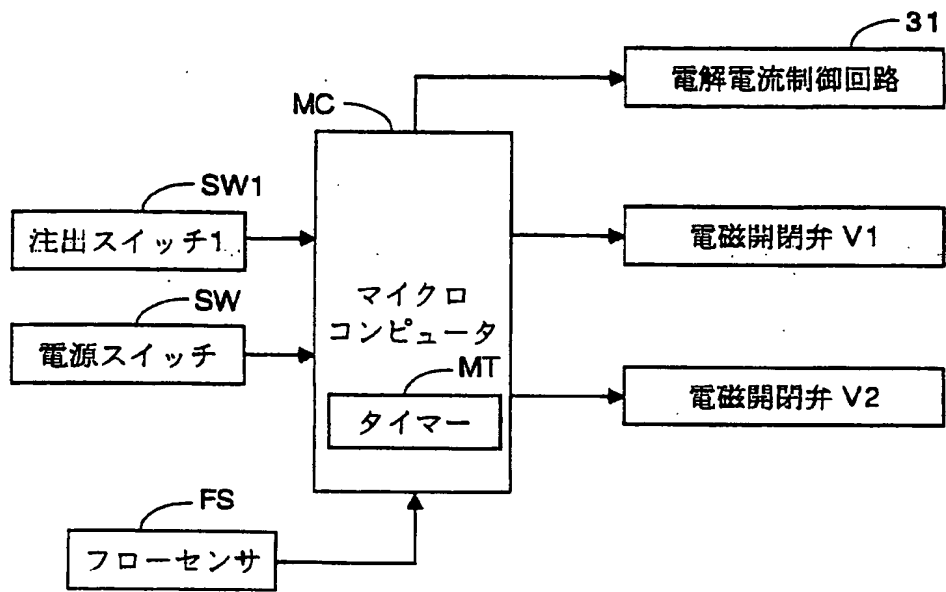 31
電解電流制御回路
MC
SW1
注出スイッチ1
電磁開閉弁 V1
SW
電源スイッチ
マイクロ
コンピュータ
MT
タイマー
電磁開閉弁 V2
FS
フローセンサ